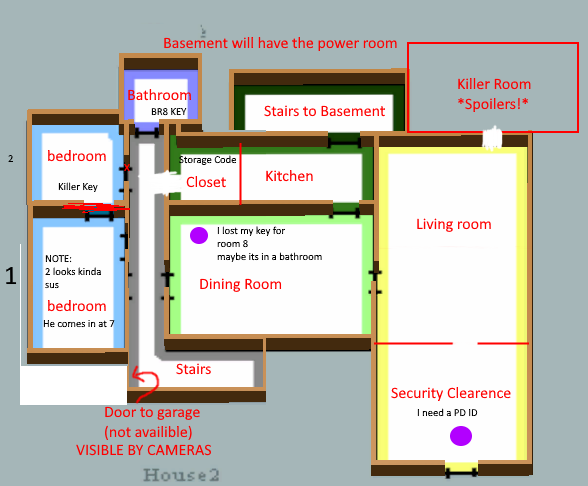 Basement will have the power room
Killer Room
*Spoilers!*
Bathroom
BR8 KEY
Stairs to Basement
2
bedroom
Killer Key
Storage Code
Closet
Kitchen
Living room
I lost my key for
room 8
maybe its in a bathroom
Dining Room
1
NOTE:
2 looks kinda
sus
bedroom
He comes in at 7
Stairs
Security Clearence
I need a PD ID
Door to garage
(not availible)
VISIBLE BY CAMERAS
House2